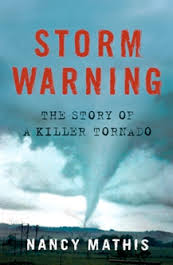 STORM
WARNING
THE STORY OF
A KILLER TORNADO
NANCY MATHIS